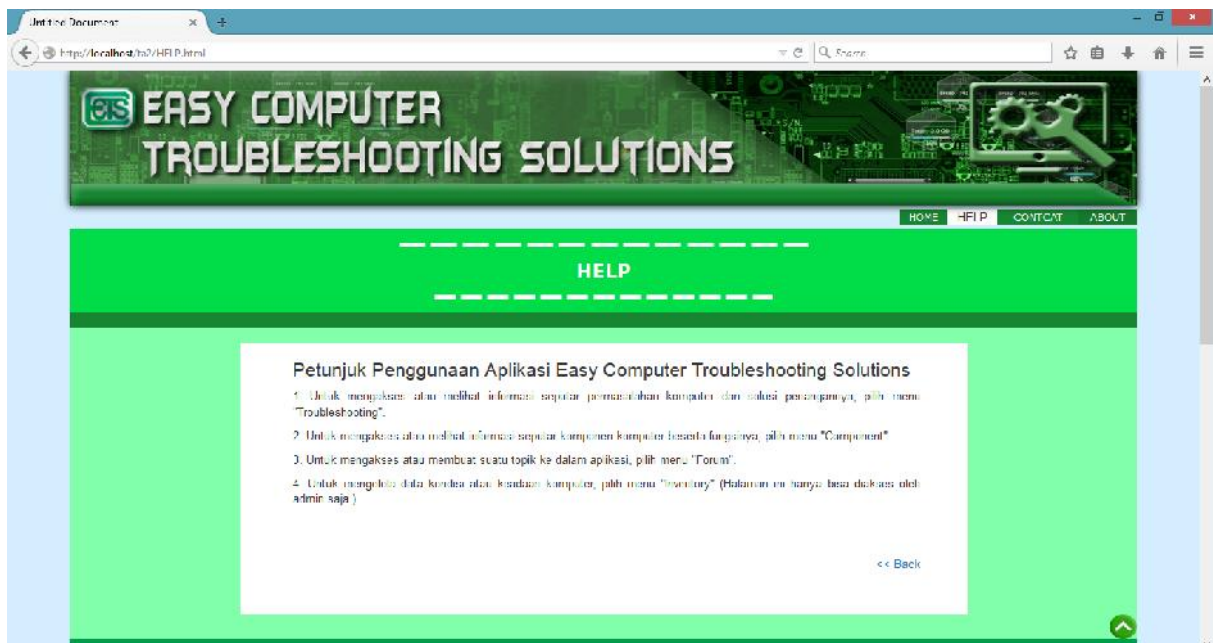 Untitled Document
http://localhost/ta2/HELP.html
Search
EASY COMPUTER
TROUBLESHOOTING SOLUTIONS
HOME HELP CONTCAT ABOUT
HELP
Petunjuk Penggunaan Aplikasi Easy Computer Troubleshooting Solutions
1. Untuk mengakses atau melihat informasi seputar permasalahan komputer dan solusi penangannya, pilih menu
"Troubleshooting".
2. Untuk mengakses atau melihat informasi seputar komponen komputer beserta fungsinya, pilih menu "Component"
3. Untuk mengakses atau membuat suatu topik ke dalam aplikasi, pilih menu "Forum".
4. Untuk mengelola data kondisi atau keadaan komputer, pilih menu "Inventory" (Halaman ini hanya bisa diakses oleh
admin saja.)
<< Back